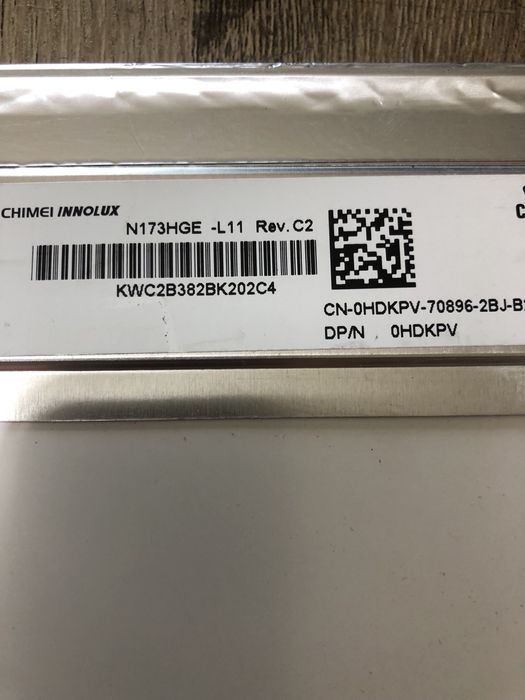 CHIMEI INNOLUX
N173HGE -L11 Rev.C2
KWC2B382BK202C4
CN-0HDKPV-70896-2BJ-B
DP/N 0HDKPV